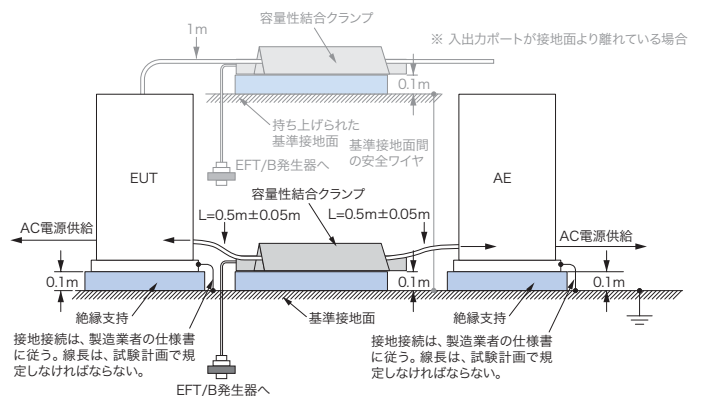 容量性結合クランプ
1m
※ 入出力ポートが接地面より離れている場合
0.1m
持ち上げられた
基準接地面
基準接地面間
の安全ワイヤ
EFT/B発生器へ
EUT
AE
容量性結合クランプ
L=0.5m±0.05m
L=0.5m±0.05m
AC電源供給
AC電源供給
0.1m
0.1m
0.1m
絶縁支持
基準接地面
絶縁支持
接地接続は、製造業者の仕様書
に従う。線長は、試験計画で規
定しなければならない。
接地接続は、製造業者の仕様書
に従う。線長は、試験計画で規
定しなければならない。
EFT/B発生器へ